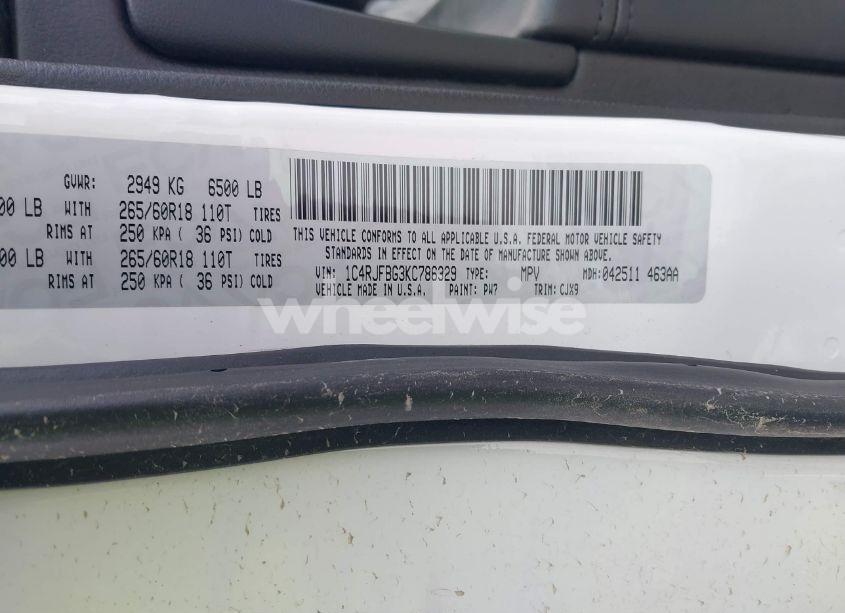 GVWR: 2949 KG 6500 LB
00 LB WITH 265/60R18 110T TIRES
RIMS AT 250 KPA ( 36 PSI) COLD
00 LB WITH 265/60R18 110T TIRES
RIMS AT 250 KPA ( 36 PSI) COLD
THIS VEHICLE CONFORMS TO ALL APPLICABLE U.S.A. FEDERAL MOTOR VEHICLE SAFETY
STANDARDS IN EFFECT ON THE DATE OF MANUFACTURE SHOWN ABOVE.
VIN: 1C4RJFBG3KC786329 TYPE: MPV MDH: 042511 463AA
VEHICLE MADE IN U.S.A. PAINT: PW7 TRIM: CJX9
wheelwise